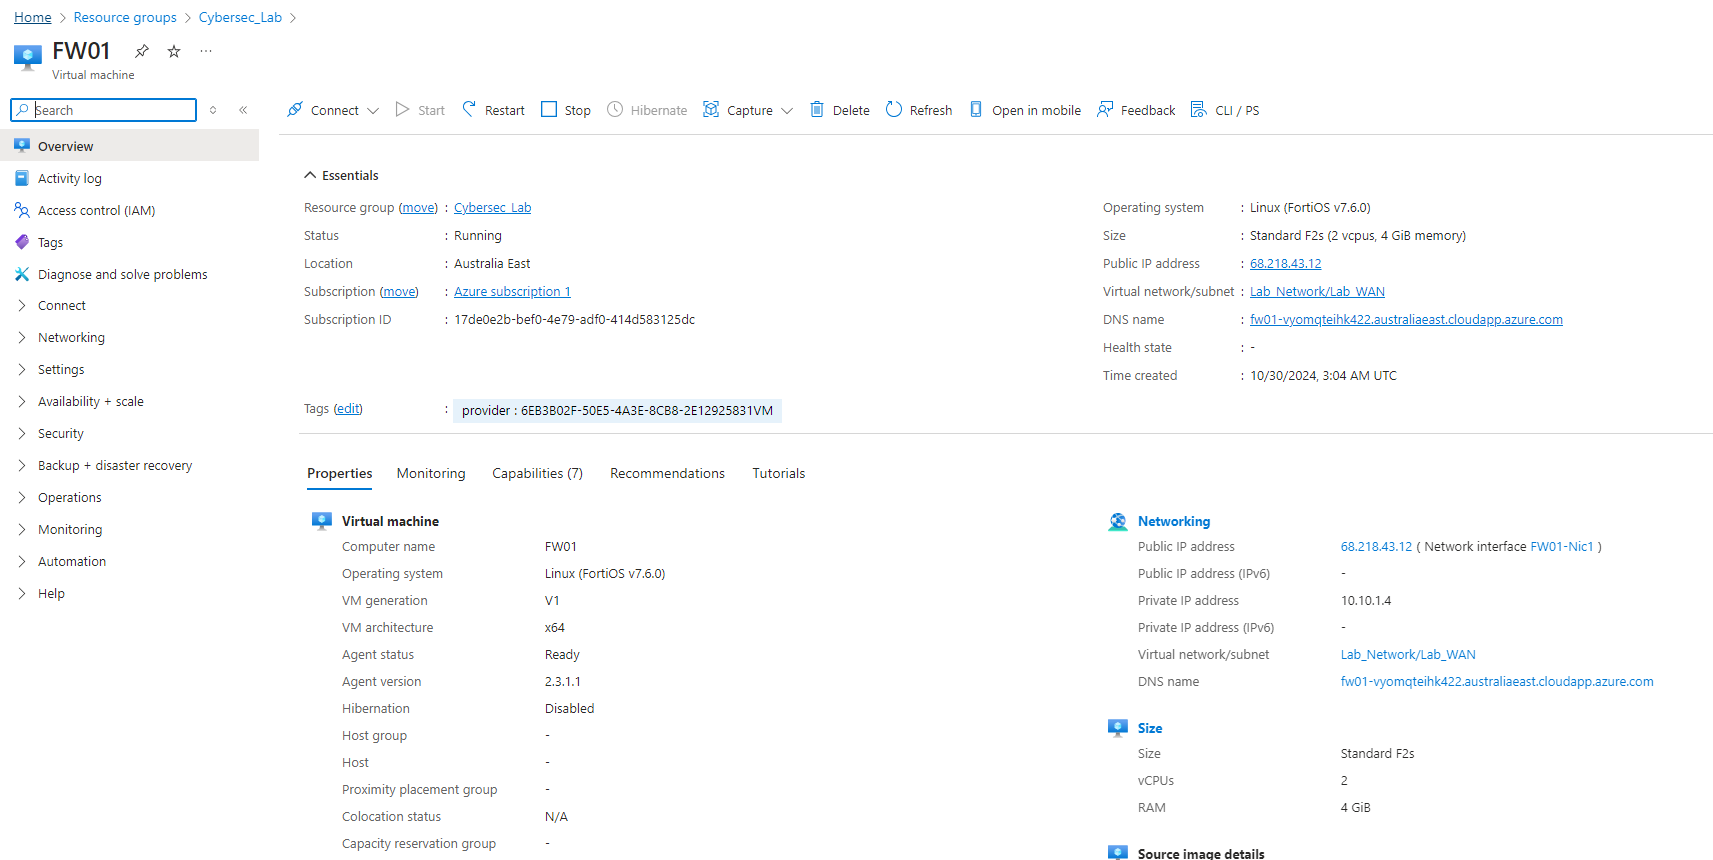 Home > Resource groups > Cybersec_Lab >
FW01
Virtual machine
Search
Connect Start Restart Stop Hibernate Capture Delete Refresh Open in mobile Feedback CLI / PS
Overview
Activity log
Access control (IAM)
Tags
Diagnose and solve problems
Connect
Networking
Settings
Availability + scale
Security
Backup + disaster recovery
Operations
Monitoring
Automation
Help
Essentials
Resource group (move) : Cybersec_Lab
Status : Running
Location : Australia East
Subscription (move) : Azure subscription 1
Subscription ID : 17de0e2b-bef0-4e79-adf0-414d583125dc
Operating system : Linux (FortiOS v7.6.0)
Size : Standard F2s (2 vcpus, 4 GiB memory)
Public IP address : 68.218.43.12
Virtual network/subnet : Lab_Network/Lab_WAN
DNS name : fw01-vyomqteihk422.australiaeast.cloudapp.azure.com
Health state : -
Time created : 10/30/2024, 3:04 AM UTC
Tags (edit) : provider : 6EB3B02F-50E5-4A3E-8CB8-2E12925831VM
Properties Monitoring Capabilities (7) Recommendations Tutorials
Virtual machine
Computer name FW01
Operating system Linux (FortiOS v7.6.0)
VM generation V1
VM architecture x64
Agent status Ready
Agent version 2.3.1.1
Hibernation Disabled
Host group -
Host -
Proximity placement group -
Colocation status N/A
Capacity reservation group -
Networking
Public IP address 68.218.43.12 ( Network interface FW01-Nic1 )
Public IP address (IPv6) -
Private IP address 10.10.1.4
Private IP address (IPv6) -
Virtual network/subnet Lab_Network/Lab_WAN
DNS name fw01-vyomqteihk422.australiaeast.cloudapp.azure.com
Size
Size Standard F2s
vCPUs 2
RAM 4 GiB
Source image details